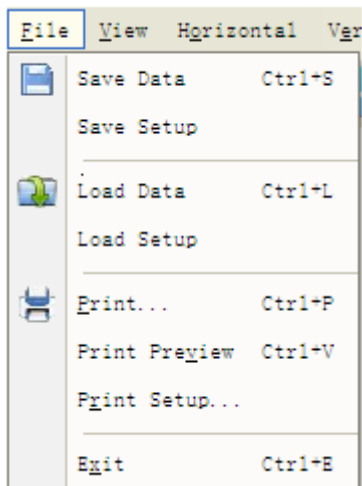 File View Horizontal Ver
Save Data Ctrl+S
Save Setup
Load Data Ctrl+L
Load Setup
Print... Ctrl+P
Print Preview Ctrl+V
Print Setup...
Exit Ctrl+E